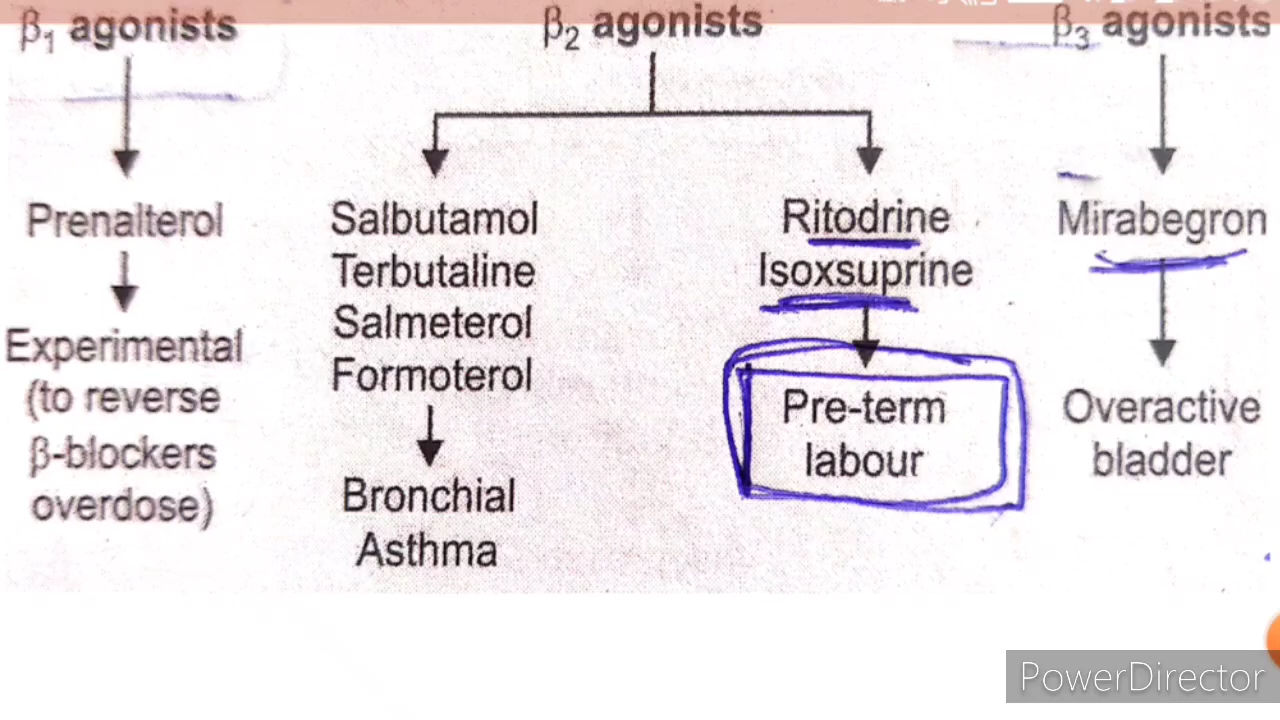 β₁ agonists
β₂ agonists
β₃ agonists
Prenalterol
Experimental
(to reverse
β-blockers
overdose)
Salbutamol
Terbutaline
Salmeterol
Formoterol
Bronchial
Asthma
Ritodrine
Isoxsuprine
Pre-term
labour
Mirabegron
Overactive
bladder
PowerDirector